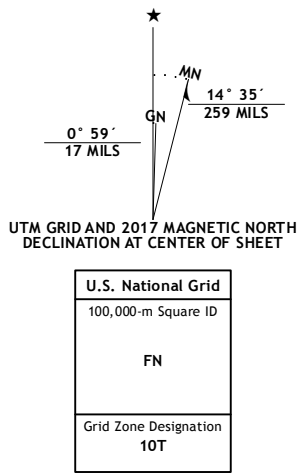 ★
MN
GN
14° 35´
259 MILS
0° 59´
17 MILS
UTM GRID AND 2017 MAGNETIC NORTH
DECLINATION AT CENTER OF SHEET
U.S. National Grid
100,000-m Square ID
FN
Grid Zone Designation
10T